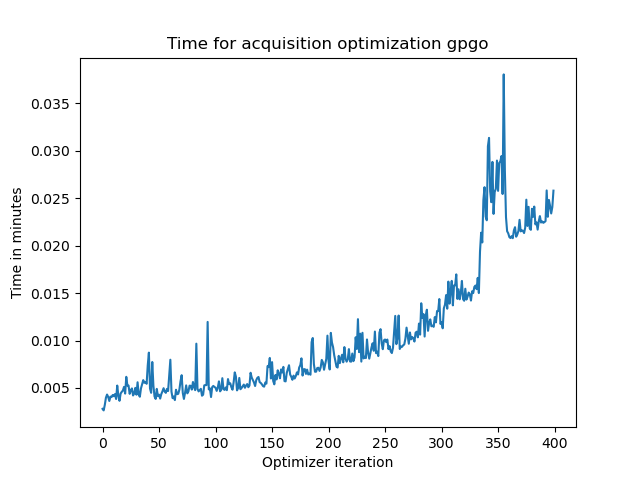 Time for acquisition optimization gpgo
0.035
0.030
0.025
0.020
0.015
0.010
0.005
Time in minutes
0 50 100 150 200 250 300 350 400
Optimizer iteration